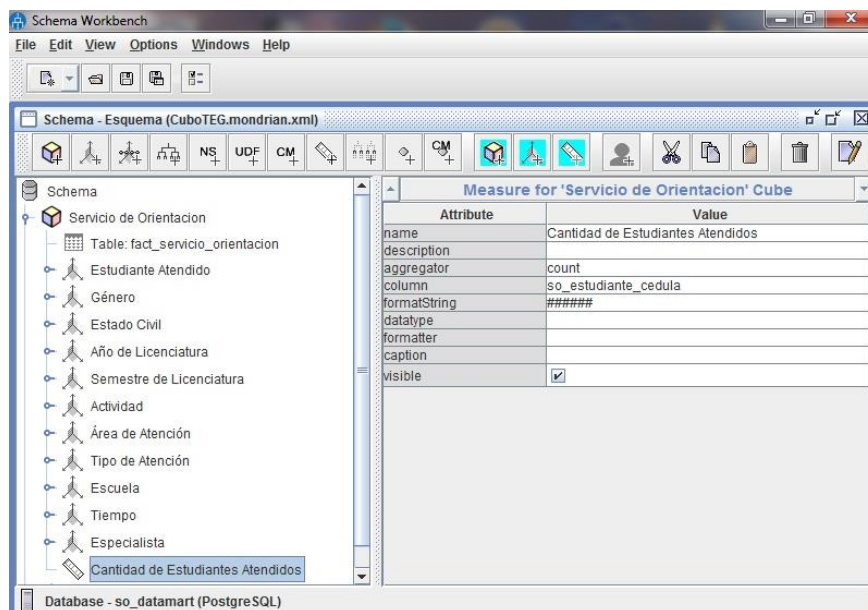 Schema Workbench
File Edit View Options Windows Help
Schema - Esquema (CuboTEG.mondrian.xml)
NS UDF CM CM
Schema
Servicio de Orientacion
Table: fact_servicio_orientacion
Estudiante Atendido
Género
Estado Civil
Año de Licenciatura
Semestre de Licenciatura
Actividad
Área de Atención
Tipo de Atención
Escuela
Tiempo
Especialista
Cantidad de Estudiantes Atendidos
Measure for 'Servicio de Orientacion' Cube
Attribute Value
name Cantidad de Estudiantes Atendidos
description
aggregator count
column so_estudiante_cedula
formatString ######
datatype
formatter
caption
visible
Database - so_datamart (PostgreSQL)